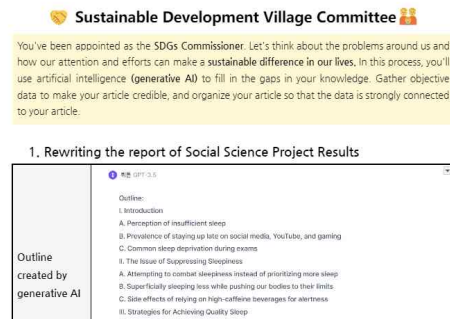 Sustainable Development Village Committee
You've been appointed as the SDGs Commissioner. Let's think about the problems around us and
how our attention and efforts can make a sustainable difference in our lives. In this process, you'll
use artificial intelligence (generative AI) to fill in the gaps in your knowledge. Gather objective
data to make your article credible, and organize your article so that the data is strongly connected
to your article.
1. Rewriting the report of Social Science Project Results
GPT-3.5
Outline:
I. Introduction
A. Perception of insufficient sleep
B. Prevalence of staying up late on social media, YouTube, and gaming
C. Common sleep deprivation during exams
II. The Issue of Suppressing Sleepiness
A. Attempting to combat sleepiness instead of prioritizing more sleep
B. Superficially sleeping less while pushing our bodies to their limits
C. Side effects of relying on high-caffeine beverages for alertness
III. Strategies for Achieving Quality Sleep
Outline
created by
generative AI